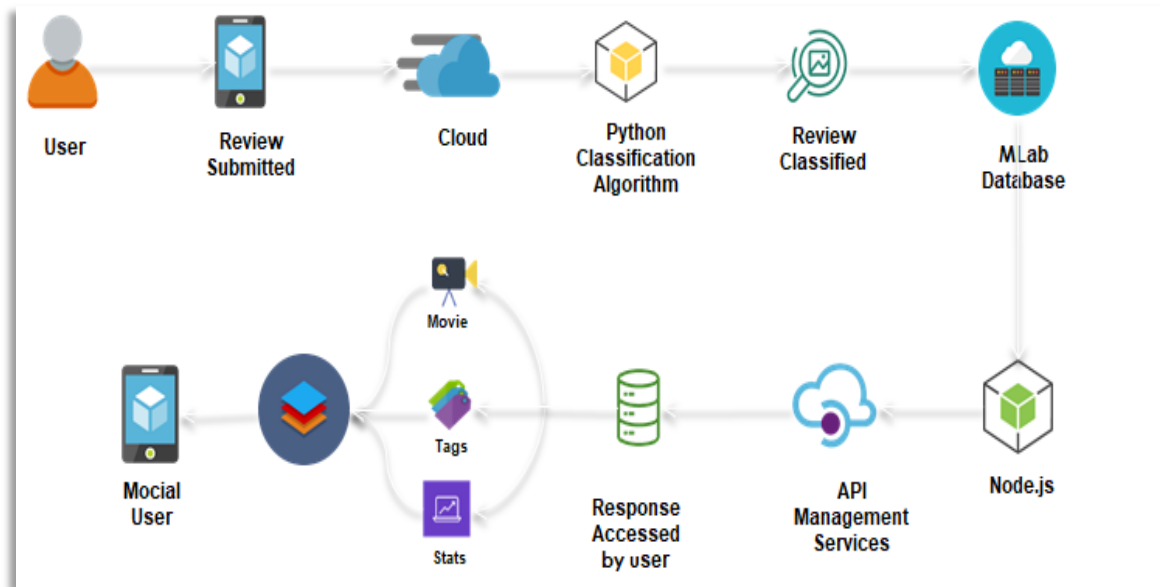 User
Review
Submitted
Cloud
Python
Classification
Algorithm
Review
Classified
MLab
Database
Movie
Tags
Stats
Mocial
User
Response
Accessed
by user
API
Management
Services
Node.js